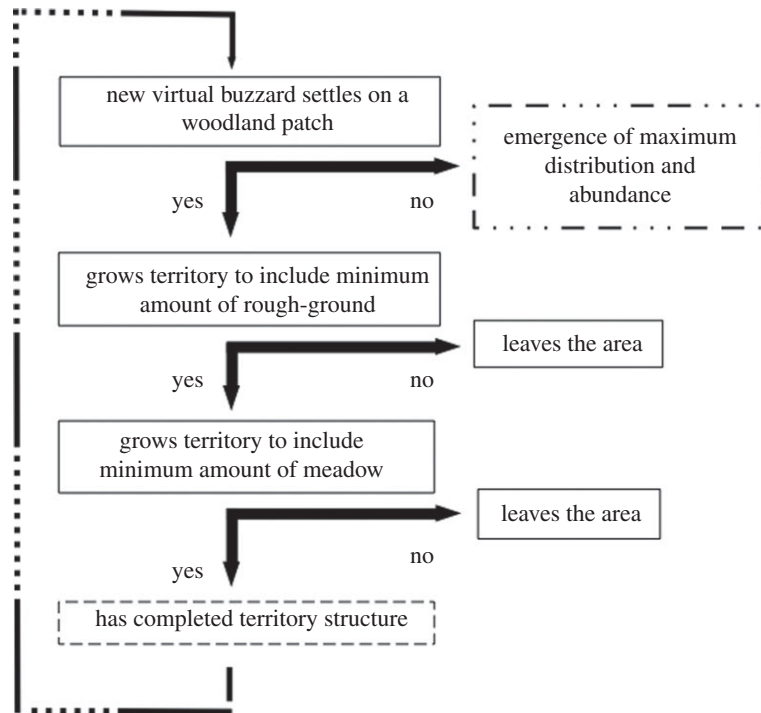 new virtual buzzard settles on a
woodland patch
emergence of maximum
distribution and
abundance
yes
no
grows territory to include minimum
amount of rough-ground
leaves the area
yes
no
grows territory to include
minimum amount of meadow
leaves the area
yes
no
has completed territory structure